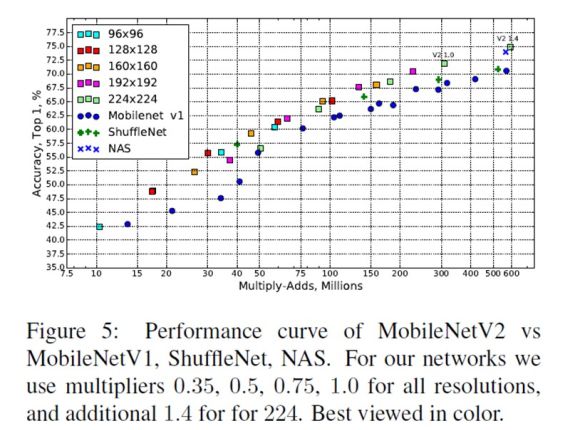 V2 1.4
V2 1.0
96x96
128x128
160x160
192x192
224x224
Mobilenet v1
ShuffleNet
NAS
Accuracy, Top 1, %
77.5
75.0
72.5
70.0
67.5
65.0
62.5
60.0
57.5
55.0
52.5
50.0
47.5
45.0
42.5
40.0
37.5
35.0
7.5 10 15 20 30 40 50 75 100 150 200 300 400 500 600
Multiply-Adds, Millions
Figure 5: Performance curve of MobileNetV2 vs
MobileNetV1, ShuffleNet, NAS. For our networks we
use multipliers 0.35, 0.5, 0.75, 1.0 for all resolutions,
and additional 1.4 for for 224. Best viewed in color.